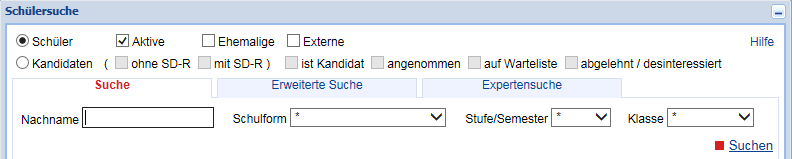 Schülersuche
Schüler Aktive Ehemalige Externe Hilfe
Kandidaten ( ohne SD-R mit SD-R ) ist Kandidat angenommen auf Warteliste abgelehnt / desinteressiert
Suche Erweiterte Suche Expertensuche
Nachname Schulform * Stufe/Semester * Klasse *
Suchen